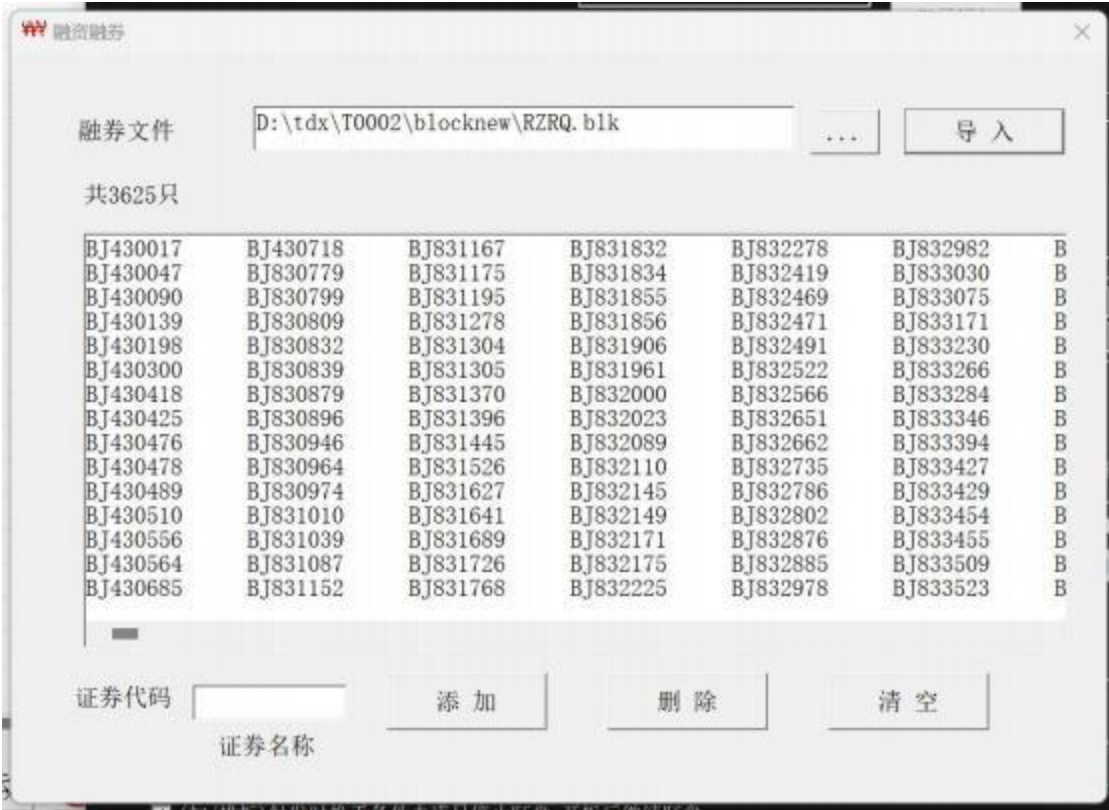 融资融券
融券文件 D:\tdx\T0002\blocknew\RZRQ.blk ... 导入
共3625只
BJ430017 BJ430718 BJ831167 BJ831832 BJ832278 BJ832982 B
BJ430047 BJ830779 BJ831175 BJ831834 BJ832419 BJ833030 B
BJ430090 BJ830799 BJ831195 BJ831855 BJ832469 BJ833075 B
BJ430139 BJ830809 BJ831278 BJ831856 BJ832471 BJ833171 B
BJ430198 BJ830832 BJ831304 BJ831906 BJ832491 BJ833230 B
BJ430300 BJ830839 BJ831305 BJ831961 BJ832522 BJ833266 B
BJ430418 BJ830879 BJ831370 BJ832000 BJ832566 BJ833284 B
BJ430425 BJ830896 BJ831396 BJ832023 BJ832651 BJ833346 B
BJ430476 BJ830946 BJ831445 BJ832089 BJ832662 BJ833394 B
BJ430478 BJ830964 BJ831526 BJ832110 BJ832735 BJ833427 B
BJ430489 BJ830974 BJ831627 BJ832145 BJ832786 BJ833429 B
BJ430510 BJ831010 BJ831641 BJ832149 BJ832802 BJ833454 B
BJ430556 BJ831039 BJ831689 BJ832171 BJ832876 BJ833455 B
BJ430564 BJ831087 BJ831726 BJ832175 BJ832885 BJ833509 B
BJ430685 BJ831152 BJ831768 BJ832225 BJ832978 BJ833523 B
证券代码 添加 删除 清空
证券名称